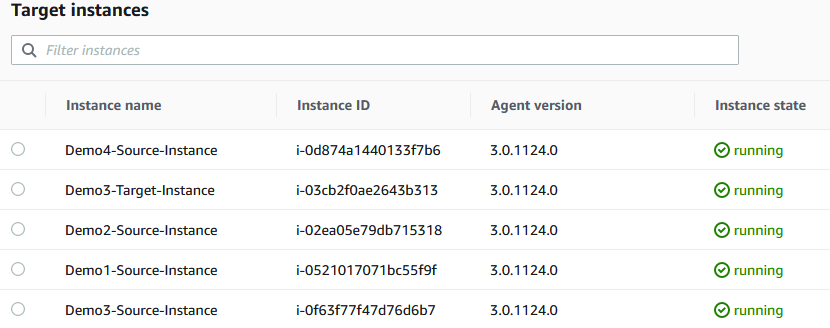 Target instances
Filter instances
Instance name Instance ID Agent version Instance state
Demo4-Source-Instance i-0d874a1440133f7b6 3.0.1124.0 running
Demo3-Target-Instance i-03cb2f0ae2643b313 3.0.1124.0 running
Demo2-Source-Instance i-02ea05e79db715318 3.0.1124.0 running
Demo1-Source-Instance i-0521017071bc55f9f 3.0.1124.0 running
Demo3-Source-Instance i-0f63f77f47d76d6b7 3.0.1124.0 running